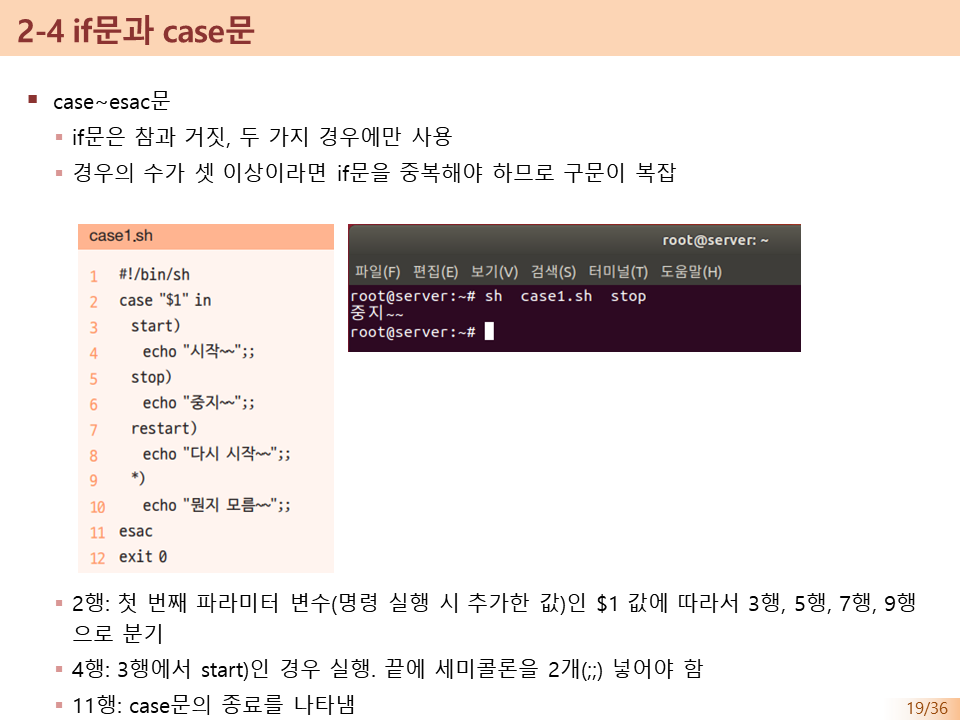 2-4 if문과 case문
case~esac문
if문은 참과 거짓, 두 가지 경우에만 사용
경우의 수가 셋 이상이라면 if문을 중복해야 하므로 구문이 복잡
case1.sh
1 #!/bin/sh
2 case "$1" in
3 start)
4 echo "시작~~";;
5 stop)
6 echo "중지~~";;
7 restart)
8 echo "다시 시작~~";;
9 *)
10 echo "뭔지 모름~~";;
11 esac
12 exit 0
root@server: ~
파일(F) 편집(E) 보기(V) 검색(S) 터미널(T) 도움말(H)
root@server:~# sh case1.sh stop
중지~~
root@server:~#
2행: 첫 번째 파라미터 변수(명령 실행 시 추가한 값)인 $1 값에 따라서 3행, 5행, 7행, 9행
으로 분기
4행: 3행에서 start)인 경우 실행. 끝에 세미콜론을 2개(;;) 넣어야 함
11행: case문의 종료를 나타냄
19/36